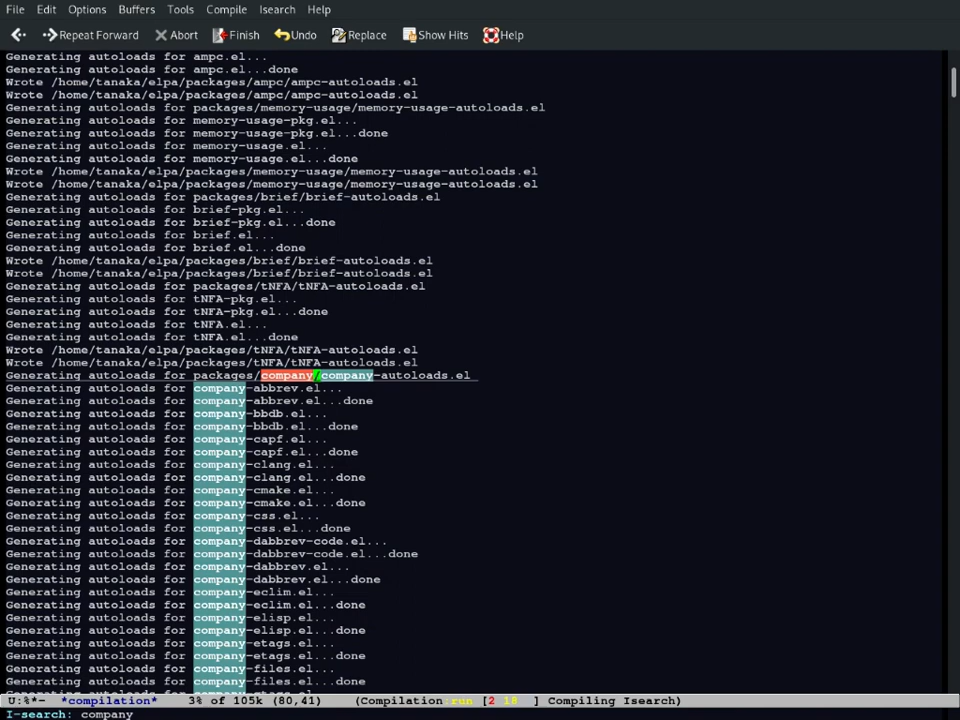 File Edit Options Buffers Tools Compile Isearch Help
Repeat Forward Abort Finish Undo Replace Show Hits Help
Generating autoloads for ampc.el...
Generating autoloads for ampc.el...done
Wrote /home/tanaka/elpa/packages/ampc/ampc-autoloads.el
Wrote /home/tanaka/elpa/packages/ampc/ampc-autoloads.el
Generating autoloads for packages/memory-usage/memory-usage-autoloads.el
Generating autoloads for memory-usage-pkg.el...
Generating autoloads for memory-usage-pkg.el...done
Generating autoloads for memory-usage.el...
Generating autoloads for memory-usage.el...done
Wrote /home/tanaka/elpa/packages/memory-usage/memory-usage-autoloads.el
Wrote /home/tanaka/elpa/packages/memory-usage/memory-usage-autoloads.el
Generating autoloads for packages/brief/brief-autoloads.el
Generating autoloads for brief-pkg.el...
Generating autoloads for brief-pkg.el...done
Generating autoloads for brief.el...
Generating autoloads for brief.el...done
Wrote /home/tanaka/elpa/packages/brief/brief-autoloads.el
Wrote /home/tanaka/elpa/packages/brief/brief-autoloads.el
Generating autoloads for packages/tNFA/tNFA-autoloads.el
Generating autoloads for tNFA-pkg.el...
Generating autoloads for tNFA-pkg.el...done
Generating autoloads for tNFA.el...
Generating autoloads for tNFA.el...done
Wrote /home/tanaka/elpa/packages/tNFA/tNFA-autoloads.el
Wrote /home/tanaka/elpa/packages/tNFA/tNFA-autoloads.el
Generating autoloads for packages/company/company-autoloads.el
Generating autoloads for company-abbrev.el...
Generating autoloads for company-abbrev.el...done
Generating autoloads for company-bbdb.el...
Generating autoloads for company-bbdb.el...done
Generating autoloads for company-capf.el...
Generating autoloads for company-capf.el...done
Generating autoloads for company-clang.el...
Generating autoloads for company-clang.el...done
Generating autoloads for company-cmake.el...
Generating autoloads for company-cmake.el...done
Generating autoloads for company-css.el...
Generating autoloads for company-css.el...done
Generating autoloads for company-dabbrev-code.el...
Generating autoloads for company-dabbrev-code.el...done
Generating autoloads for company-dabbrev.el...
Generating autoloads for company-dabbrev.el...done
Generating autoloads for company-eclim.el...
Generating autoloads for company-eclim.el...done
Generating autoloads for company-elisp.el...
Generating autoloads for company-elisp.el...done
Generating autoloads for company-etags.el...
Generating autoloads for company-etags.el...done
Generating autoloads for company-files.el...
Generating autoloads for company-files.el...done
U:%*- *compilation* 3% of 105k (80,41) (Compilation:run [2 18 ] Compiling Isearch)
I-search: company